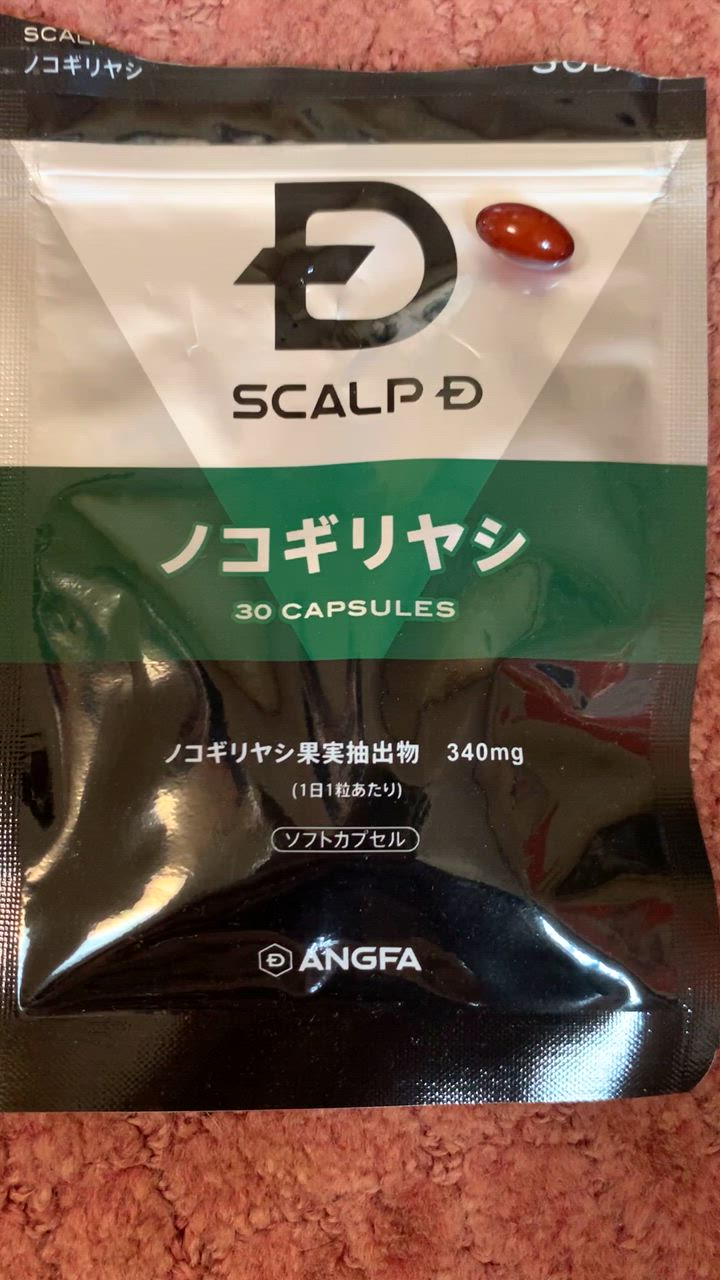 ノコギリヤシ
SCALP D
ノコギリヤシ
30 CAPSULES
ノコギリヤシ果実抽出物 340mg
(1日1粒あたり)
ソフトカプセル
ANGFA